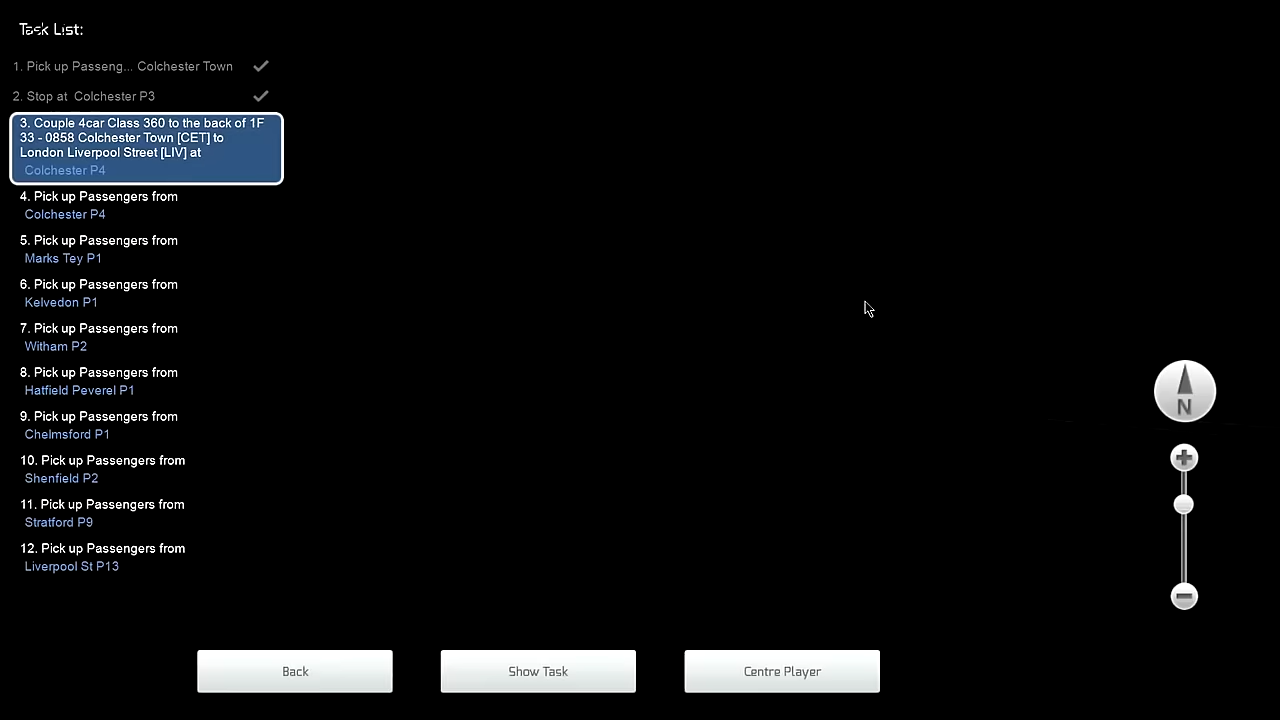 Task List:
1. Pick up Passeng... Colchester Town
2. Stop at Colchester P3
3. Couple 4car Class 360 to the back of 1F
33 - 0858 Colchester Town [CET] to
London Liverpool Street [LIV] at
Colchester P4
4. Pick up Passengers from
Colchester P4
5. Pick up Passengers from
Marks Tey P1
6. Pick up Passengers from
Kelvedon P1
7. Pick up Passengers from
Witham P2
8. Pick up Passengers from
Hatfield Peverel P1
9. Pick up Passengers from
Chelmsford P1
10. Pick up Passengers from
Shenfield P2
11. Pick up Passengers from
Stratford P9
12. Pick up Passengers from
Liverpool St P13
N
Back
Show Task
Centre Player